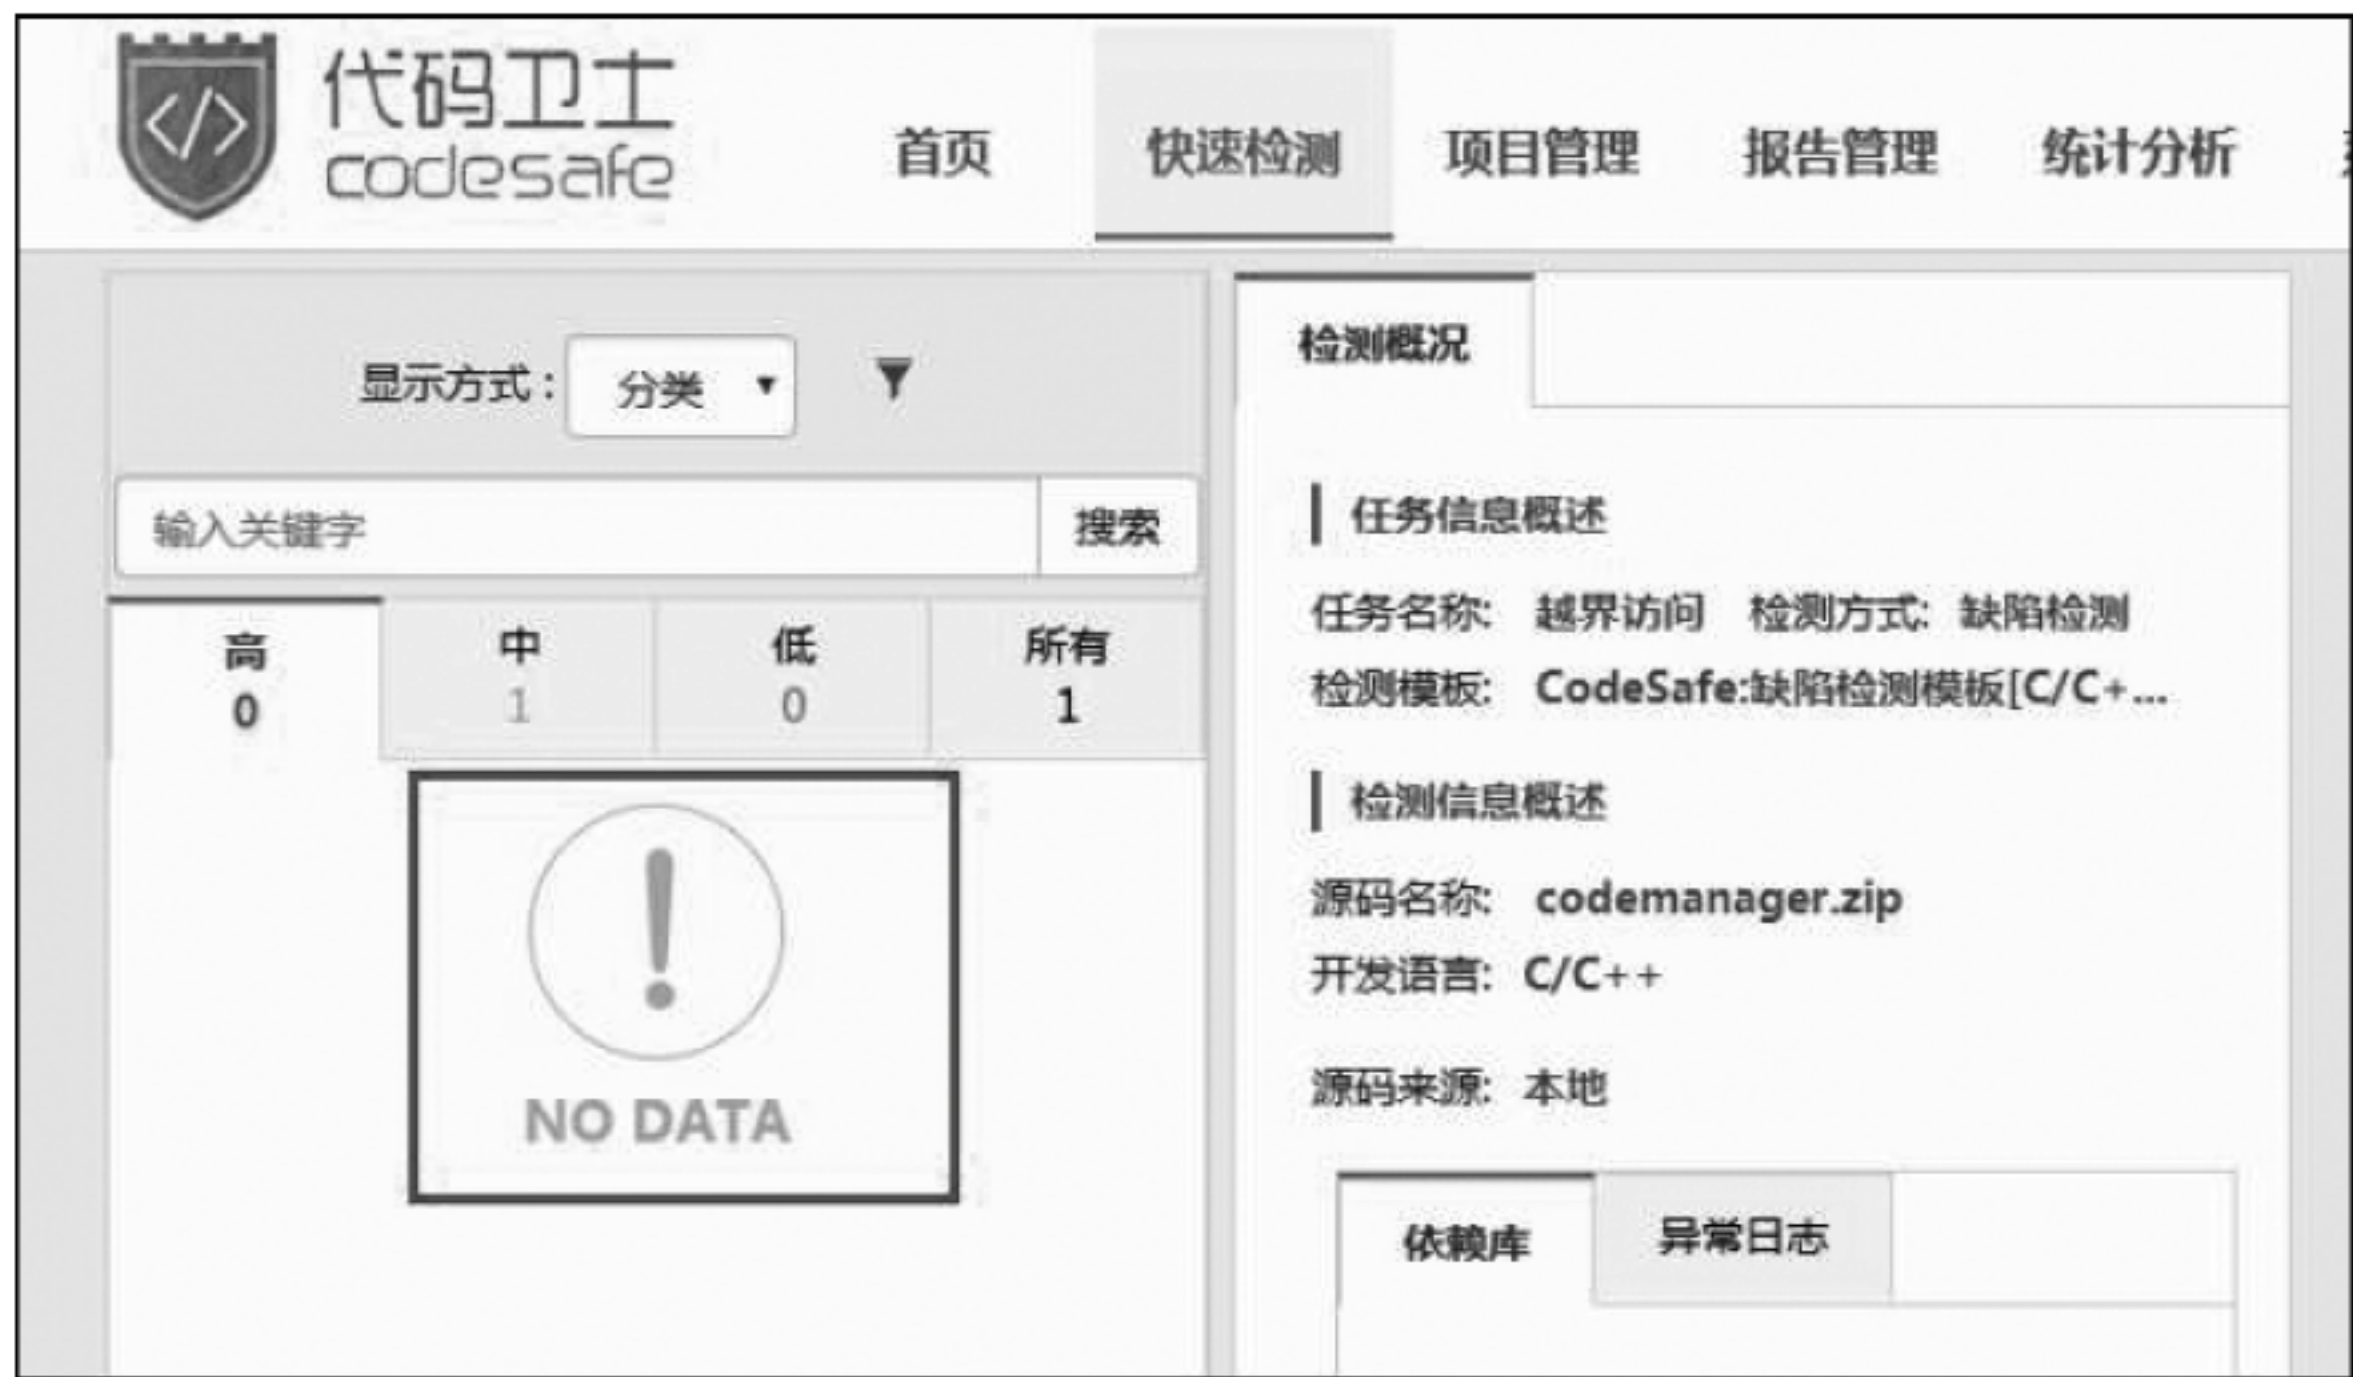 代码卫士
codesafe
首页 快速检测 项目管理 报告管理 统计分析
显示方式： 分类
输入关键字 搜索
高 中 低 所有
0 1 0 1
NO DATA
检测概况
任务信息概述
任务名称: 越界访问 检测方式: 缺陷检测
检测模板: CodeSafe:缺陷检测模板[C/C+...
检测信息概述
源码名称: codemanager.zip
开发语言: C/C++
源码来源: 本地
依赖库 异常日志